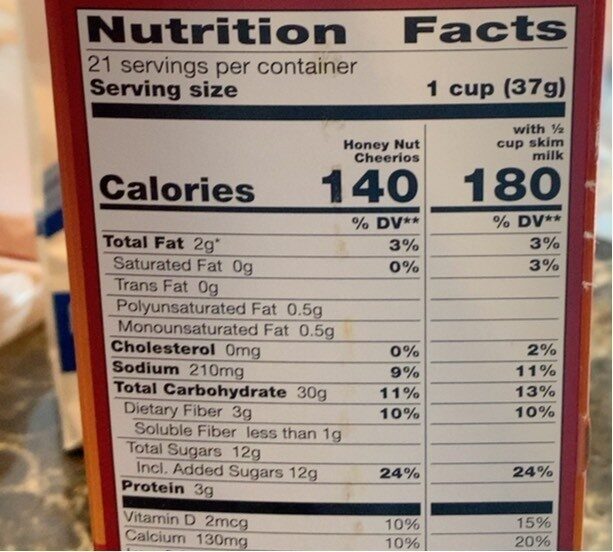 Nutrition Facts
21 servings per container
Serving size 1 cup (37g)
Honey Nut Cheerios with ½ cup skim milk
Calories 140 180
% DV** % DV**
Total Fat 2g* 3% 3%
Saturated Fat 0g 0% 3%
Trans Fat 0g
Polyunsaturated Fat 0.5g
Monounsaturated Fat 0.5g
Cholesterol 0mg 0% 2%
Sodium 210mg 9% 11%
Total Carbohydrate 30g 11% 13%
Dietary Fiber 3g 10% 10%
Soluble Fiber less than 1g
Total Sugars 12g
Incl. Added Sugars 12g 24% 24%
Protein 3g
Vitamin D 2mcg 10% 15%
Calcium 130mg 10% 20%